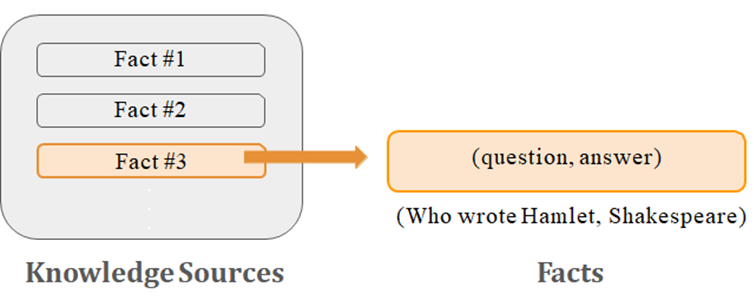 Fact #1
Fact #2
Fact #3
(question, answer)
(Who wrote Hamlet, Shakespeare)
Knowledge Sources
Facts